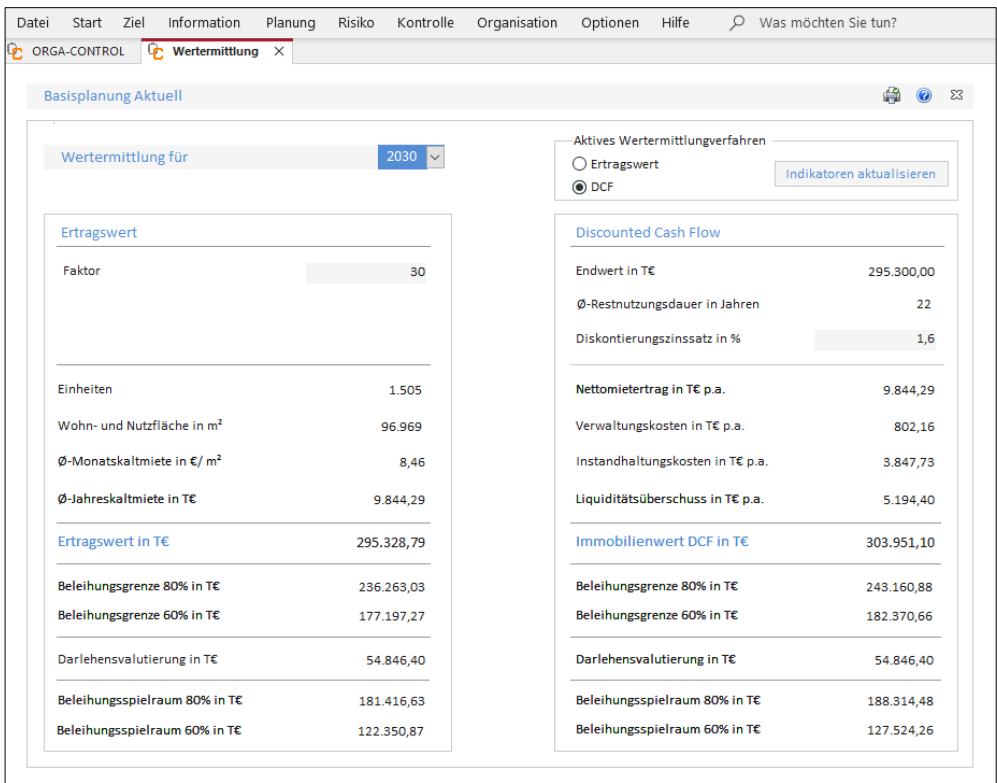 Datei Start Ziel Information Planung Risiko Kontrolle Organisation Optionen Hilfe Was möchten Sie tun?
ORGA-CONTROL Wertermittlung
Basisplanung Aktuell
Wertermittlung für 2030
Aktives Wertermittlungverfahren
Ertragswert
DCF
Indikatoren aktualisieren
Ertragswert
Faktor 30
Einheiten 1.505
Wohn- und Nutzfläche in m² 96.969
Ø-Monatskaltmiete in €/ m² 8,46
Ø-Jahreskaltmiete in T€ 9.844,29
Ertragswert in T€ 295.328,79
Beleihungsgrenze 80% in T€ 236.263,03
Beleihungsgrenze 60% in T€ 177.197,27
Darlehensvalutierung in T€ 54.846,40
Beleihungsspielraum 80% in T€ 181.416,63
Beleihungsspielraum 60% in T€ 122.350,87
Discounted Cash Flow
Endwert in T€ 295.300,00
Ø-Restnutzungsdauer in Jahren 22
Diskontierungszinssatz in % 1,6
Nettomietertrag in T€ p.a. 9.844,29
Verwaltungskosten in T€ p.a. 802,16
Instandhaltungskosten in T€ p.a. 3.847,73
Liquiditätsüberschuss in T€ p.a. 5.194,40
Immobilienwert DCF in T€ 303.951,10
Beleihungsgrenze 80% in T€ 243.160,88
Beleihungsgrenze 60% in T€ 182.370,66
Darlehensvalutierung in T€ 54.846,40
Beleihungsspielraum 80% in T€ 188.314,48
Beleihungsspielraum 60% in T€ 127.524,26